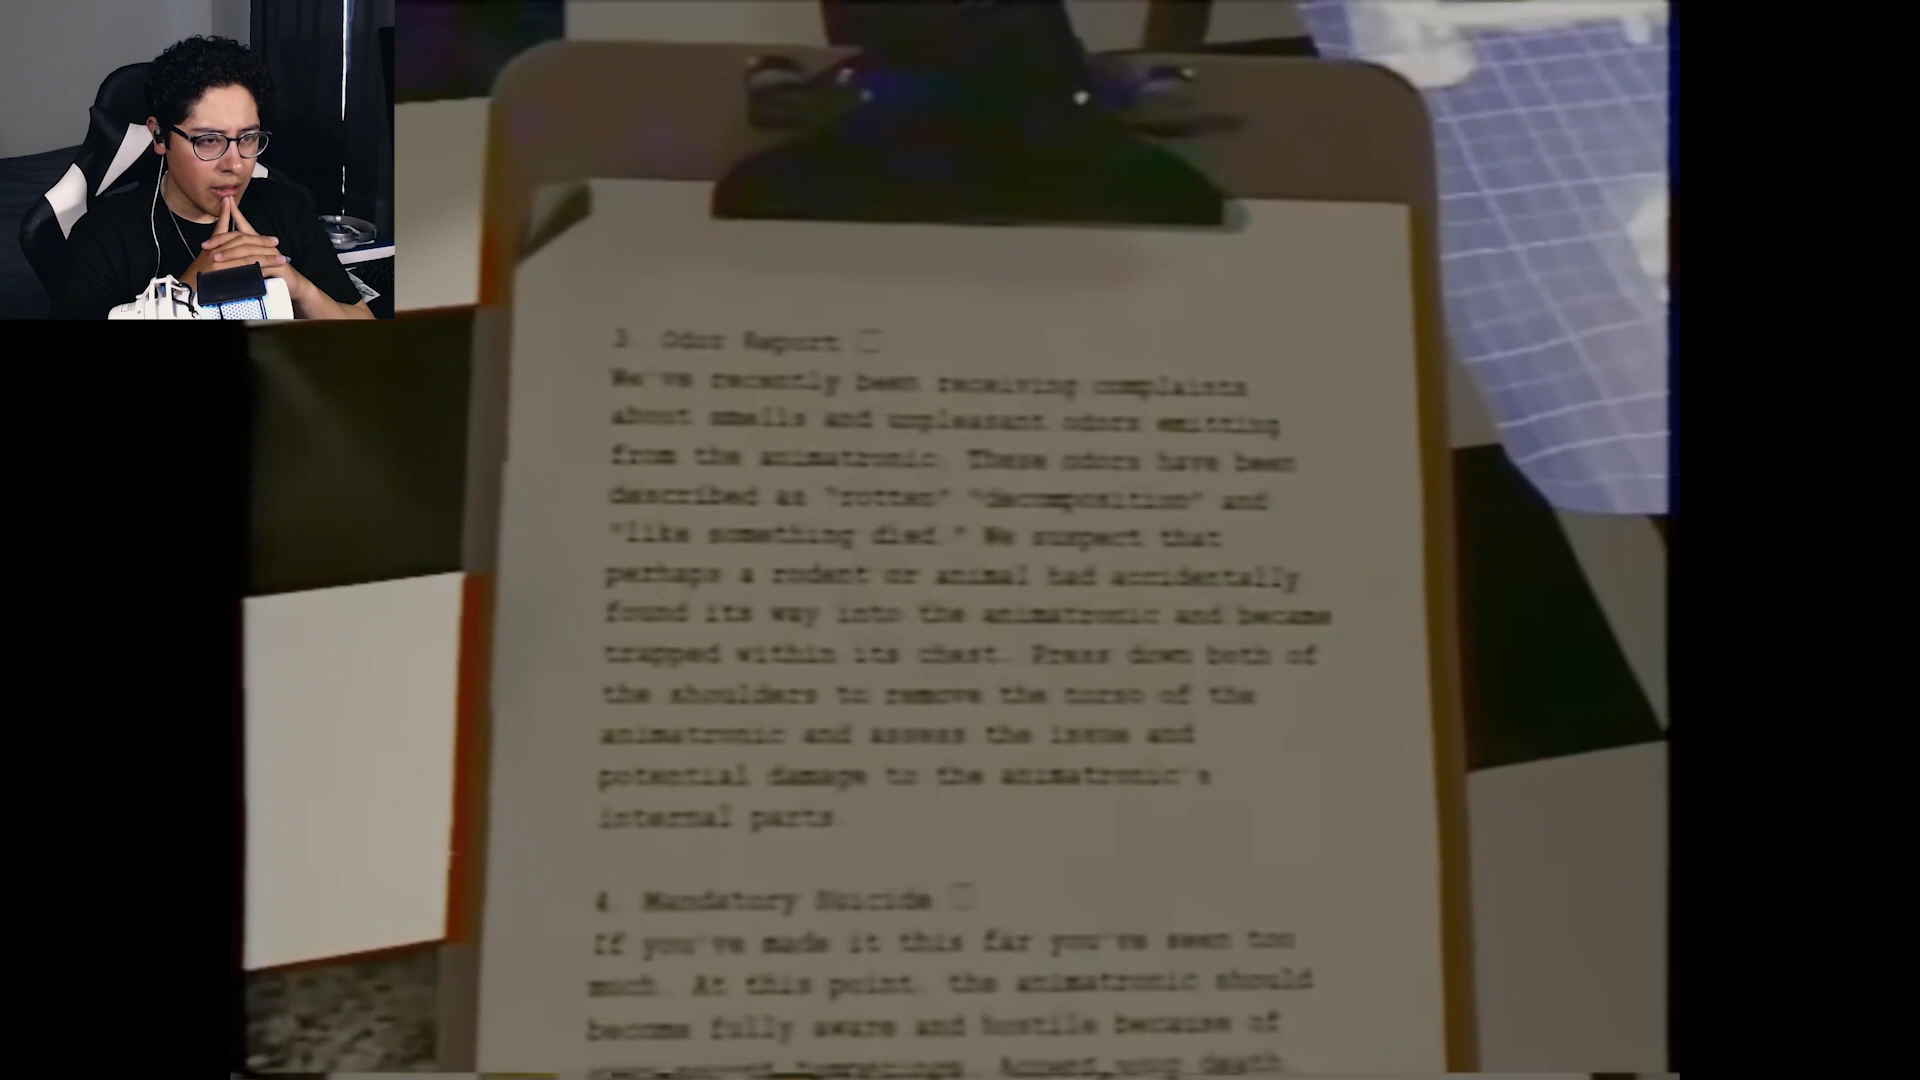 3. Odor Report
We've recently been receiving complaints
about smells and unpleasant odors emitting
from the animatronic. These odors have been
described as "rotten" "decomposition" and
"like something died." We suspect that
perhaps a rodent or animal had accidentally
found its way into the animatronic and became
trapped within its chest. Press down both of
the shoulders to remove the torso of the
animatronic and assess the issue and
potential damage to the animatronic's
internal parts.
4. Mandatory Suicide
If you've made it this far you've seen too
much. At this point, the animatronic should
become fully aware and hostile because of
your death